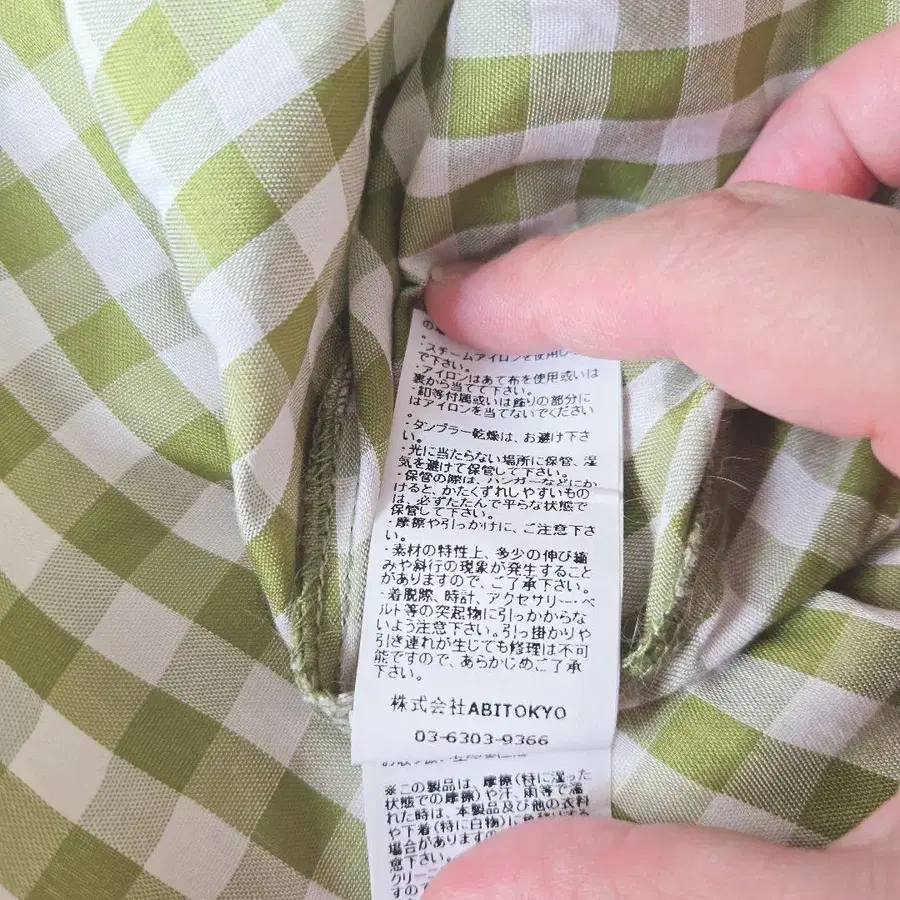 の
・スチームアイロンを使用し
で下さい。
・アイロンはあて布を使用或いは
裏から当てて下さい。
・釦等付属或いは飾りの部分に
はアイロンを当てないでください
。
・タンブラー乾燥は、お避け下さ
い。
・光に当たらない場所に保管、湿
気を避けて保管して下さい。
・保管の際は、ハンガーなどにか
けると、かたくずれしやすいもの
は、必ずたたんで平らな状態で
保管して下さい。
・摩擦や引っかけに、ご注意下さ
い。
・素材の特性上、多少の伸び縮
みや斜行の現象が発生すること
がありますので、ご了承下さい。
・着脱際、時計、アクセサリー・ベ
ルト等の突起物に引っかからな
いよう注意下さい。引っ掛かりや
引き連れが生じても修理は不可
能ですので、あらかじめご了承
下さい。
株式会社ABITOKYO
03-6303-9366
※この製品は、摩擦(特に湿った
状態での摩擦)や汗、雨等で濡
れた時は、本製品及び他の衣料
や下着(特に白物)に
場合がありますの
意下さい。
クリーニ
すので